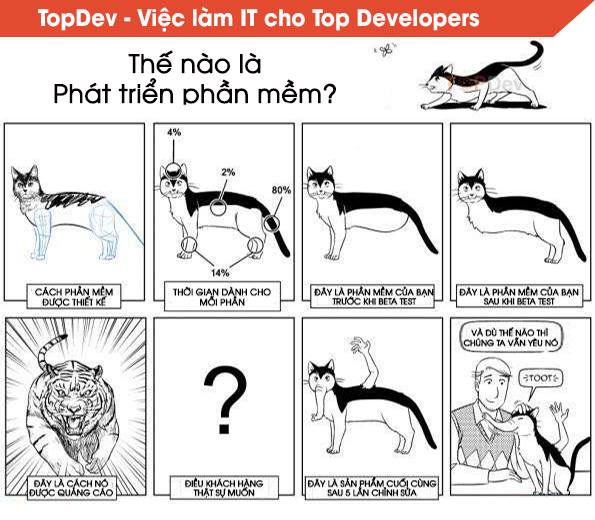 TopDev - Việc làm IT cho Top Developers
Thế nào là
Phát triển phần mềm?
4%
2%
80%
14%
CÁCH PHẦN MỀM
ĐƯỢC THIẾT KẾ
THỜI GIAN DÀNH CHO
MỖI PHẦN
ĐÂY LÀ PHẦN MỀM CỦA BẠN
TRƯỚC KHI BETA TEST
ĐÂY LÀ PHẦN MỀM CỦA BẠN
SAU KHI BETA TEST
ĐÂY LÀ CÁCH NÓ
ĐƯỢC QUẢNG CÁO
?
ĐIỀU KHÁCH HÀNG
THẬT SỰ MUỐN
ĐÂY LÀ SẢN PHẨM CUỐI CÙNG
SAU 5 LẦN CHỈNH SỬA
VÀ DÙ THẾ NÀO THÌ
CHÚNG TA VẪN YÊU NÓ
TOOT